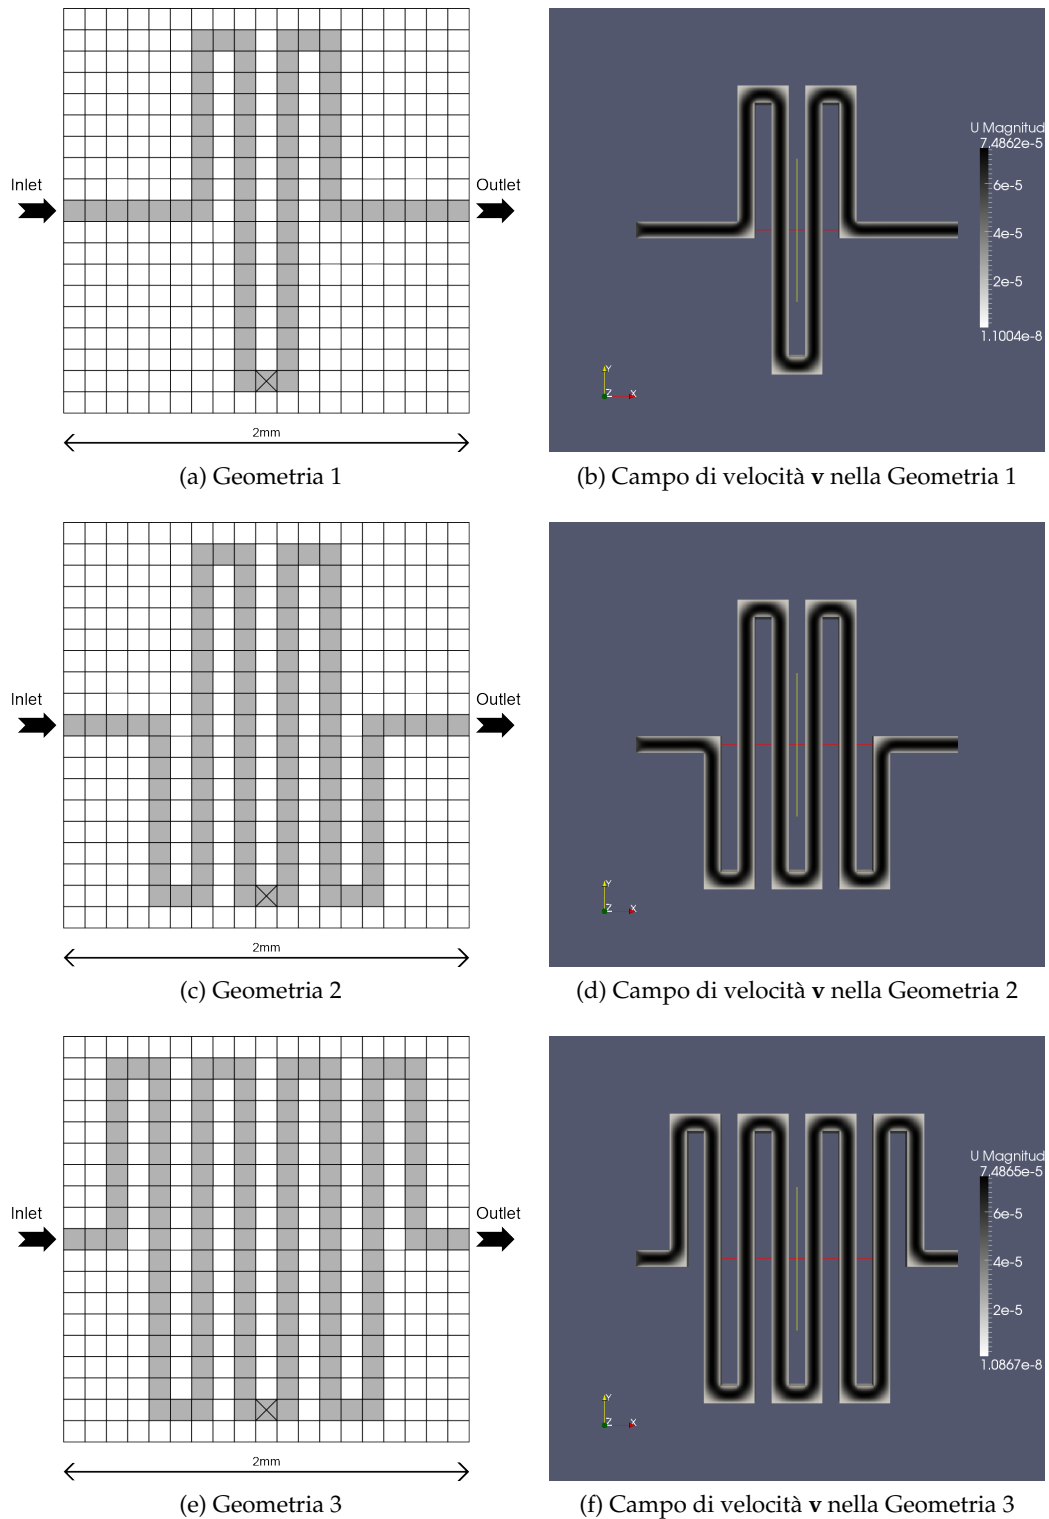 Inlet
Outlet
2mm
(a) Geometria 1
U Magnitud
7.4862e-5
6e-5
4e-5
2e-5
1.1004e-8
Y
Z
X
(b) Campo di velocità v nella Geometria 1
Inlet
Outlet
2mm
(c) Geometria 2
Y
Z
X
(d) Campo di velocità v nella Geometria 2
Inlet
Outlet
2mm
(e) Geometria 3
U Magnitud
7.4865e-5
6e-5
4e-5
2e-5
1.0867e-8
Y
Z
X
(f) Campo di velocità v nella Geometria 3